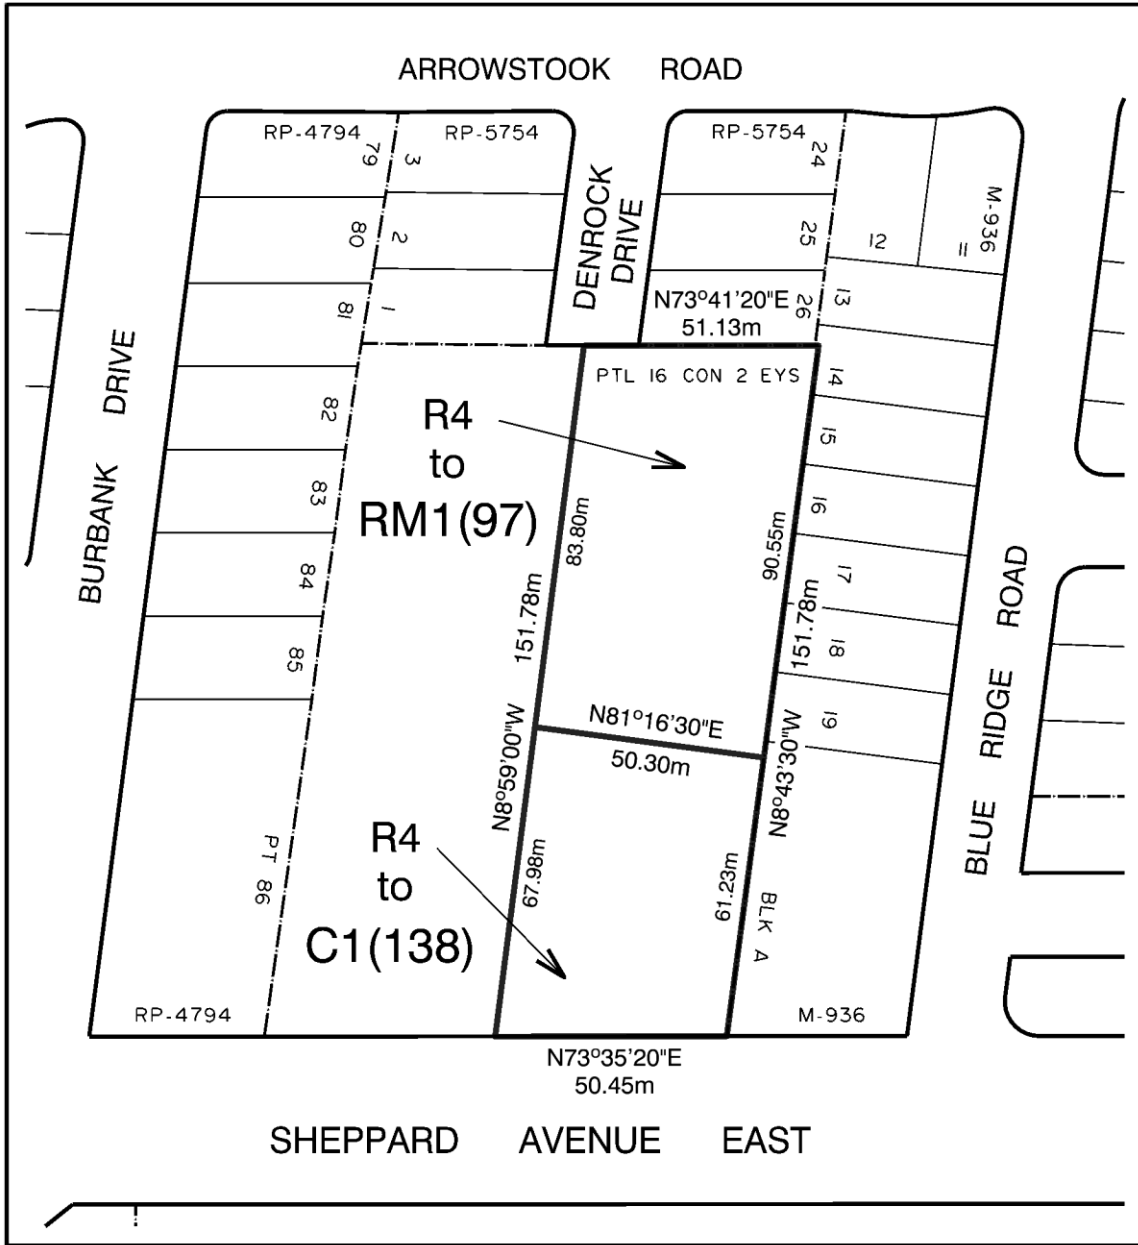 ARROWSTOOK ROAD
RP-4794
RP-5754
RP-5754
79
3
24
80
2
25
12
11
M-936
81
1
26
13
DENROCK
DRIVE
N73°41'20"E
51.13m
PTL 16 CON 2 EYS
14
82
15
83
16
84
17
85
18
19
BURBANK DRIVE
R4
to
RM1(97)
83.80m
90.55m
151.78m
151.78m
N8°59'00"W
N81°16'30"E
50.30m
N8°43'30"W
BLUE RIDGE ROAD
R4
to
C1(138)
67.98m
61.23m
PT 86
BLK A
RP-4794
M-936
N73°35'20"E
50.45m
SHEPPARD AVENUE EAST